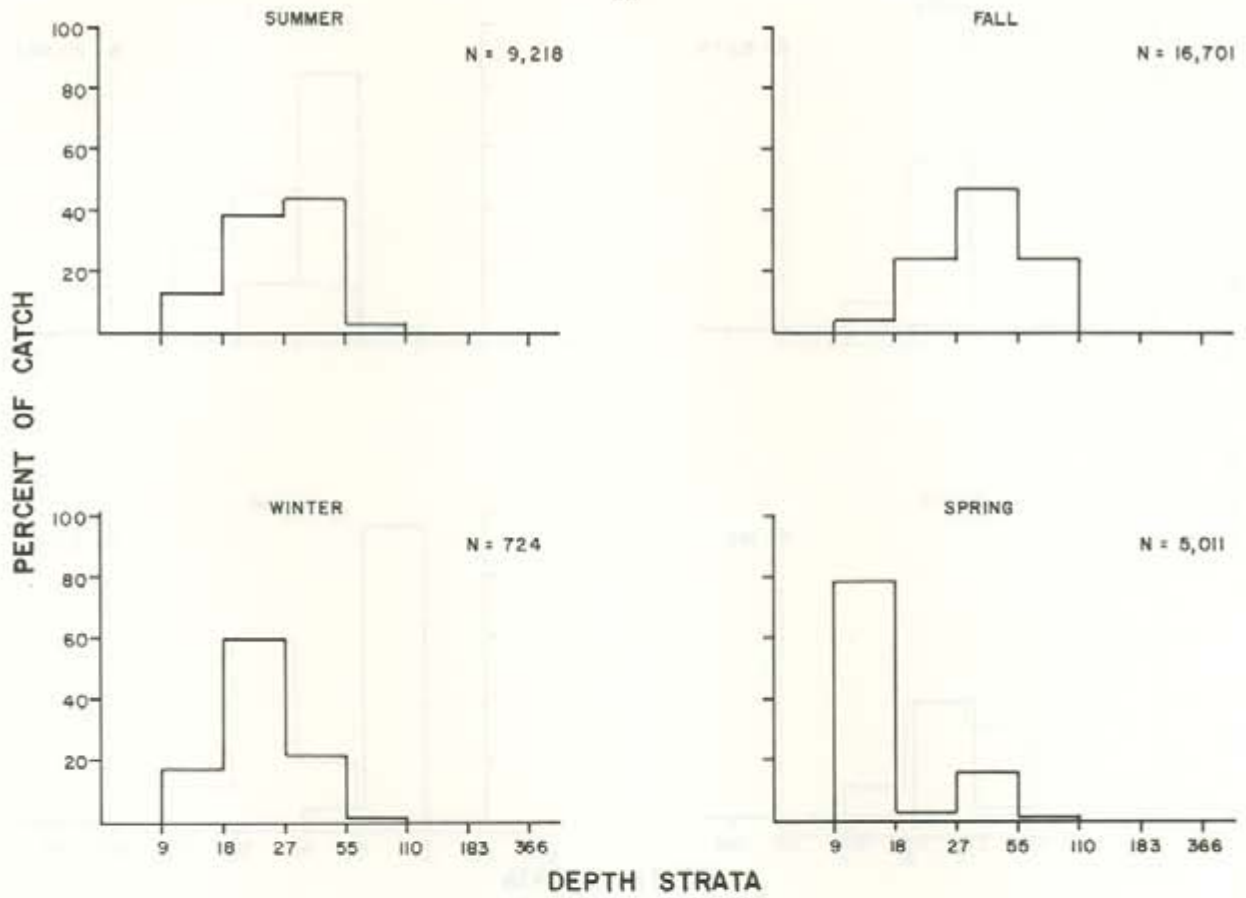 SUMMER
N = 9,218
100
80
60
40
20
FALL
N = 16,701
PERCENT OF CATCH
WINTER
N = 724
100
80
60
40
20
9 18 27 55 110 183 366
SPRING
N = 5,011
9 18 27 55 110 183 366
DEPTH STRATA